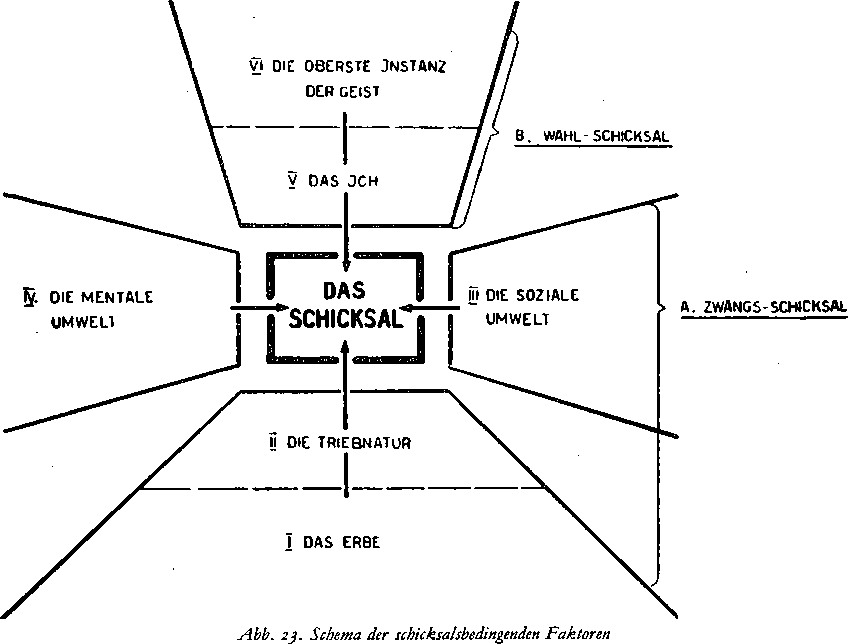 VI DIE OBERSTE JNSTANZ
DER GEIST
B. WAHL-SCHICKSAL
V DAS JCH
IV. DIE MENTALE
UMWELT
DAS
SCHICKSAL
III DIE SOZIALE
UMWELT
A. ZWANGS-SCHICKSAL
II DIE TRIEBNATUR
I DAS ERBE
Abb. 23. Schema der schicksalsbedingenden Faktoren